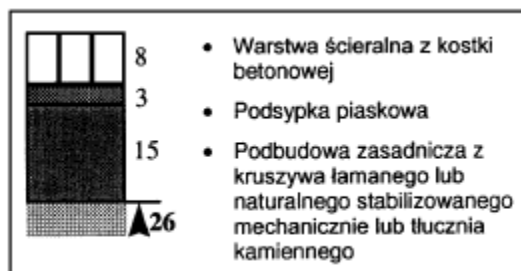 8
3
15
26
• Warstwa ścieralna z kostki
betonowej
• Podsypka piaskowa
• Podbudowa zasadnicza z
kruszywa łamanego lub
naturalnego stabilizowanego
mechanicznie lub tłucznia
kamiennego